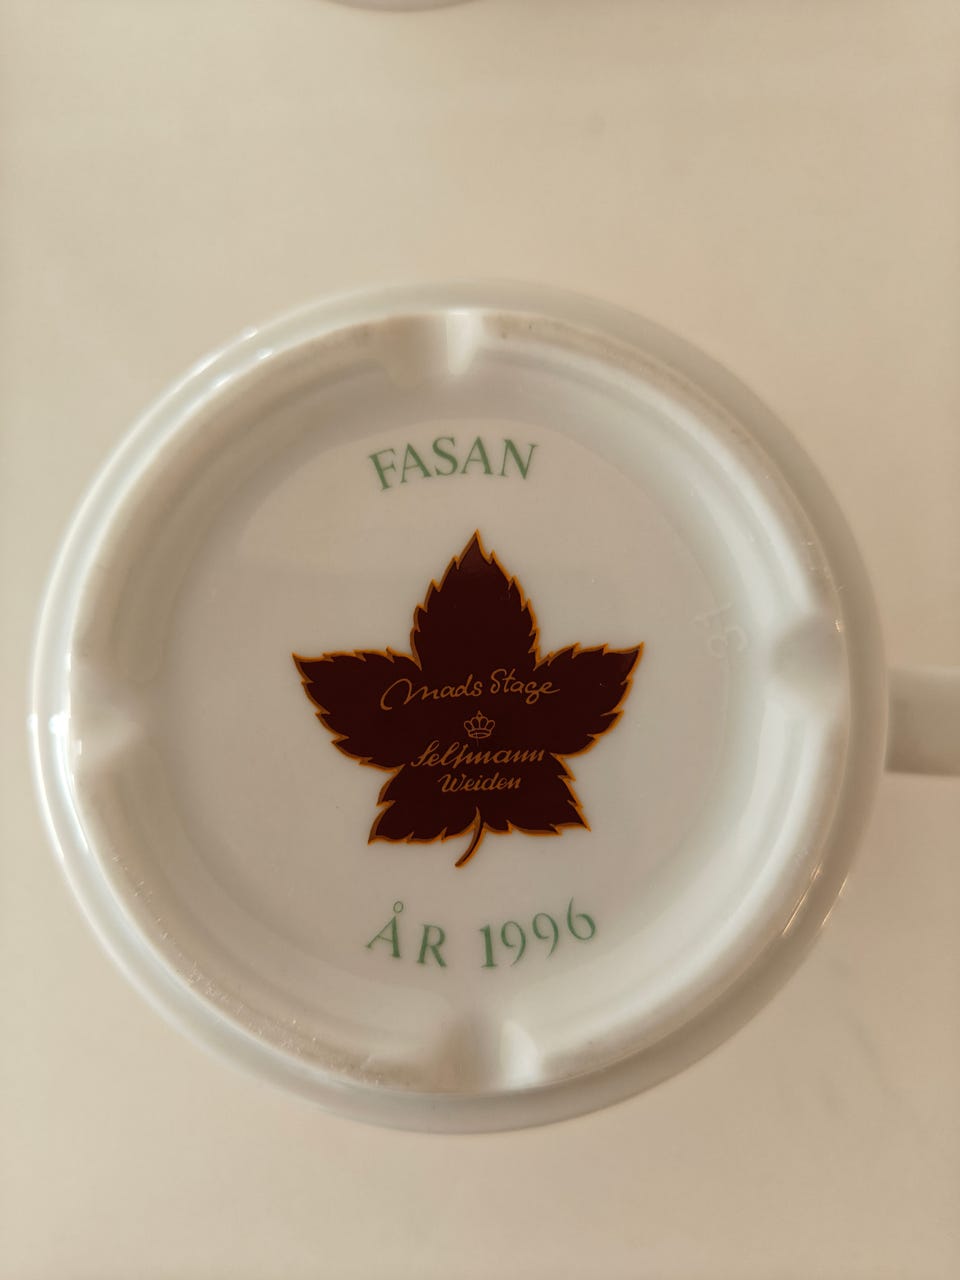 FASAN
Mads Stage
Seltmann
Weiden
ÅR 1996